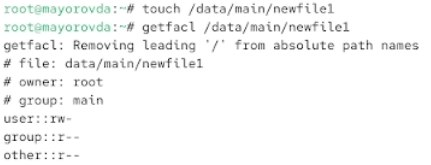 root@mayorovda:~# touch /data/main/newfile1
root@mayorovda:~# getfacl /data/main/newfile1
getfacl: Removing leading '/' from absolute path names
# file: data/main/newfile1
# owner: root
# group: main
user::rw-
group::r--
other::r--